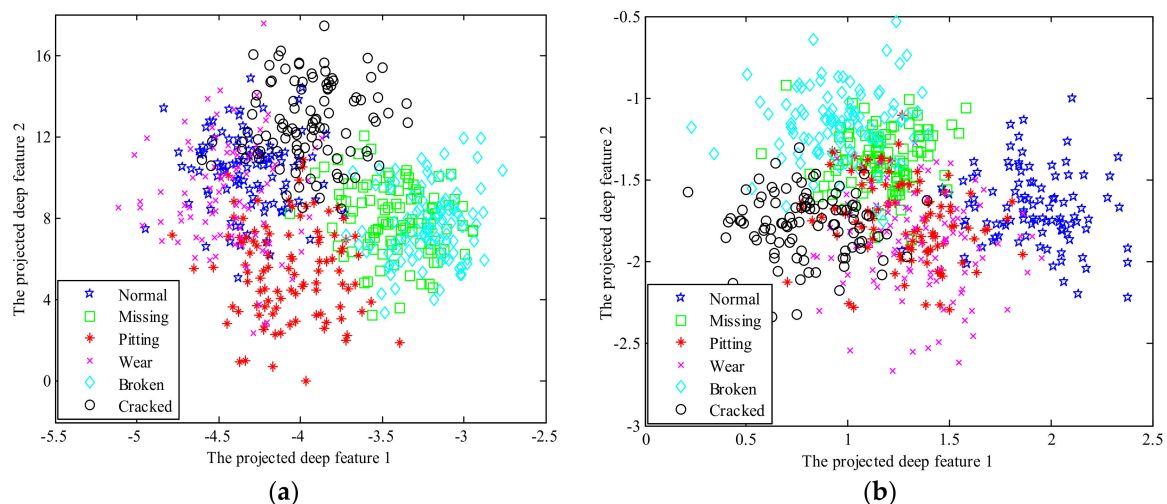 16
12
8
4
0
The projected deep feature 2
Normal
Missing
Pitting
Wear
Broken
Cracked
-5.5 -5 -4.5 -4 -3.5 -3 -2.5
The projected deep feature 1
(a)
-0.5
-1
-1.5
-2
-2.5
-3
The projected deep feature 2
Normal
Missing
Pitting
Wear
Broken
Cracked
0 0.5 1 1.5 2 2.5
The projected deep feature 1
(b)